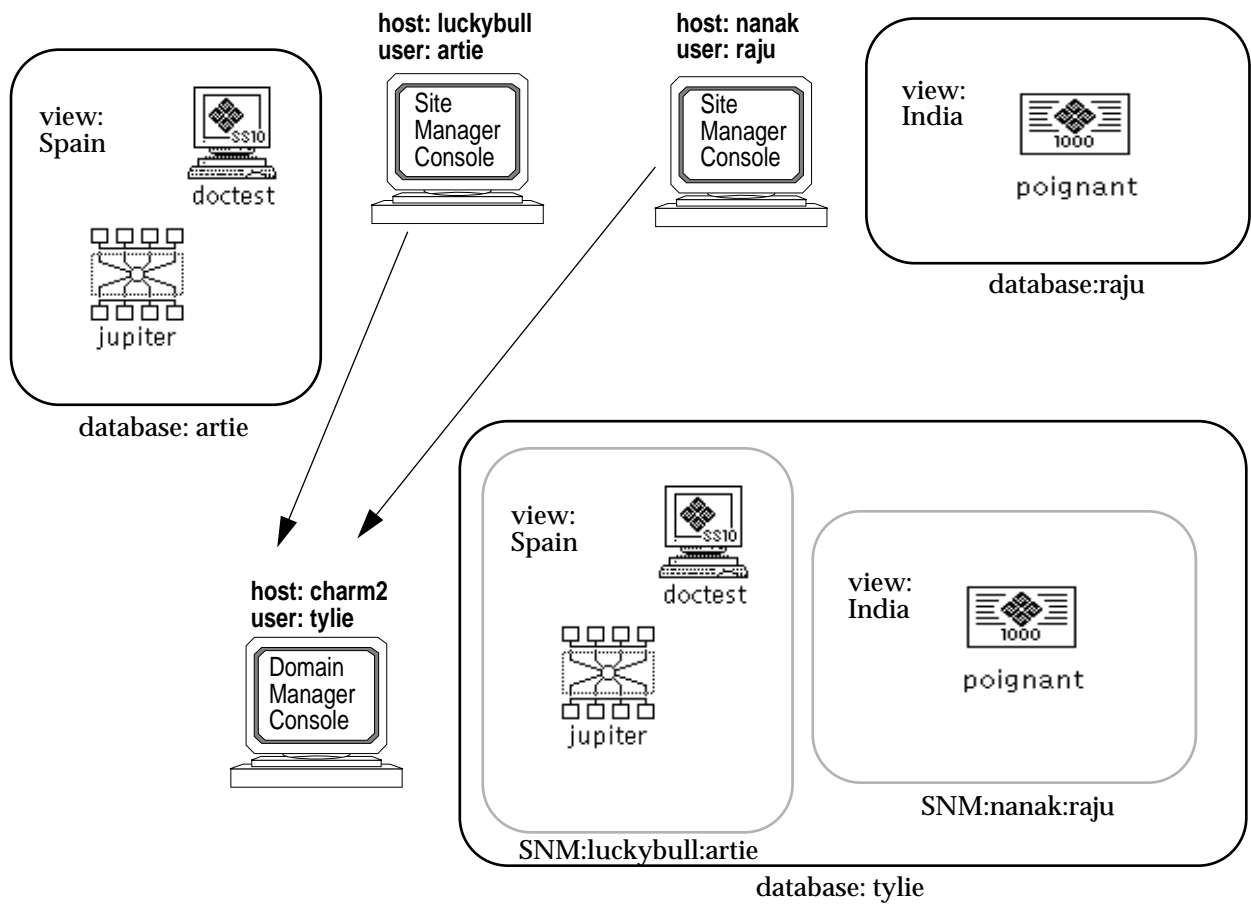 host: luckybull
user: artie
host: nanak
user: raju
view:
Spain
SS10
doctest
jupiter
database: artie
Site
Manager
Console
Site
Manager
Console
view:
India
1000
poignant
database:raju
host: charm2
user: tylie
Domain
Manager
Console
view:
Spain
SS10
doctest
jupiter
SNM:luckybull:artie
view:
India
1000
poignant
SNM:nanak:raju
database: tylie